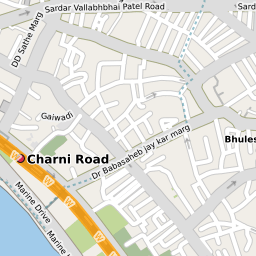 Sardar Vallabhbhai Patel Road
DD Sathe Marg
Gaiwadi
Bhules
Charni Road
Dr Babasaheb Jay kar marg
Marine Drive
Marine
W
W
W
W